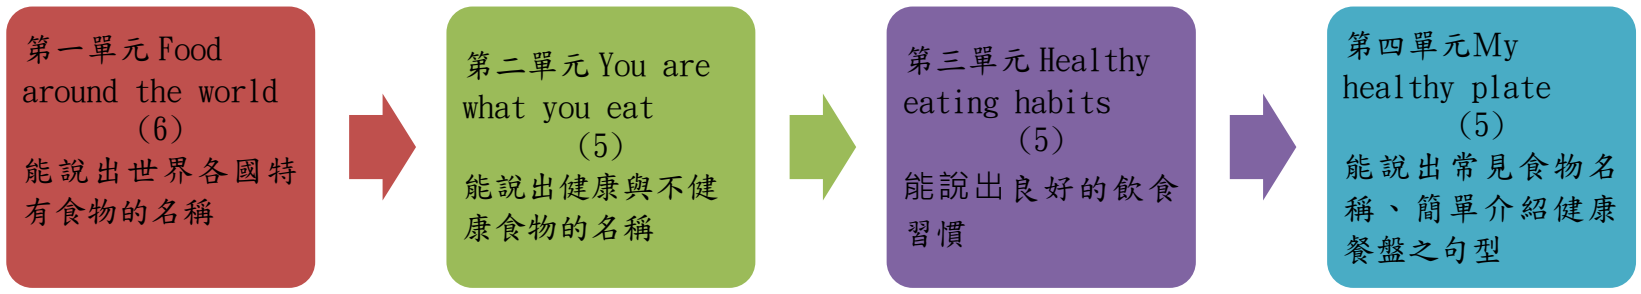 第一單元 Food
around the world
(6)
能說出世界各國特
有食物的名稱
第二單元 You are
what you eat
(5)
能說出健康與不健
康食物的名稱
第三單元 Healthy
eating habits
(5)
能說出良好的飲食
習慣
第四單元My
healthy plate
(5)
能說出常見食物名
稱、簡單介紹健康
餐盤之句型